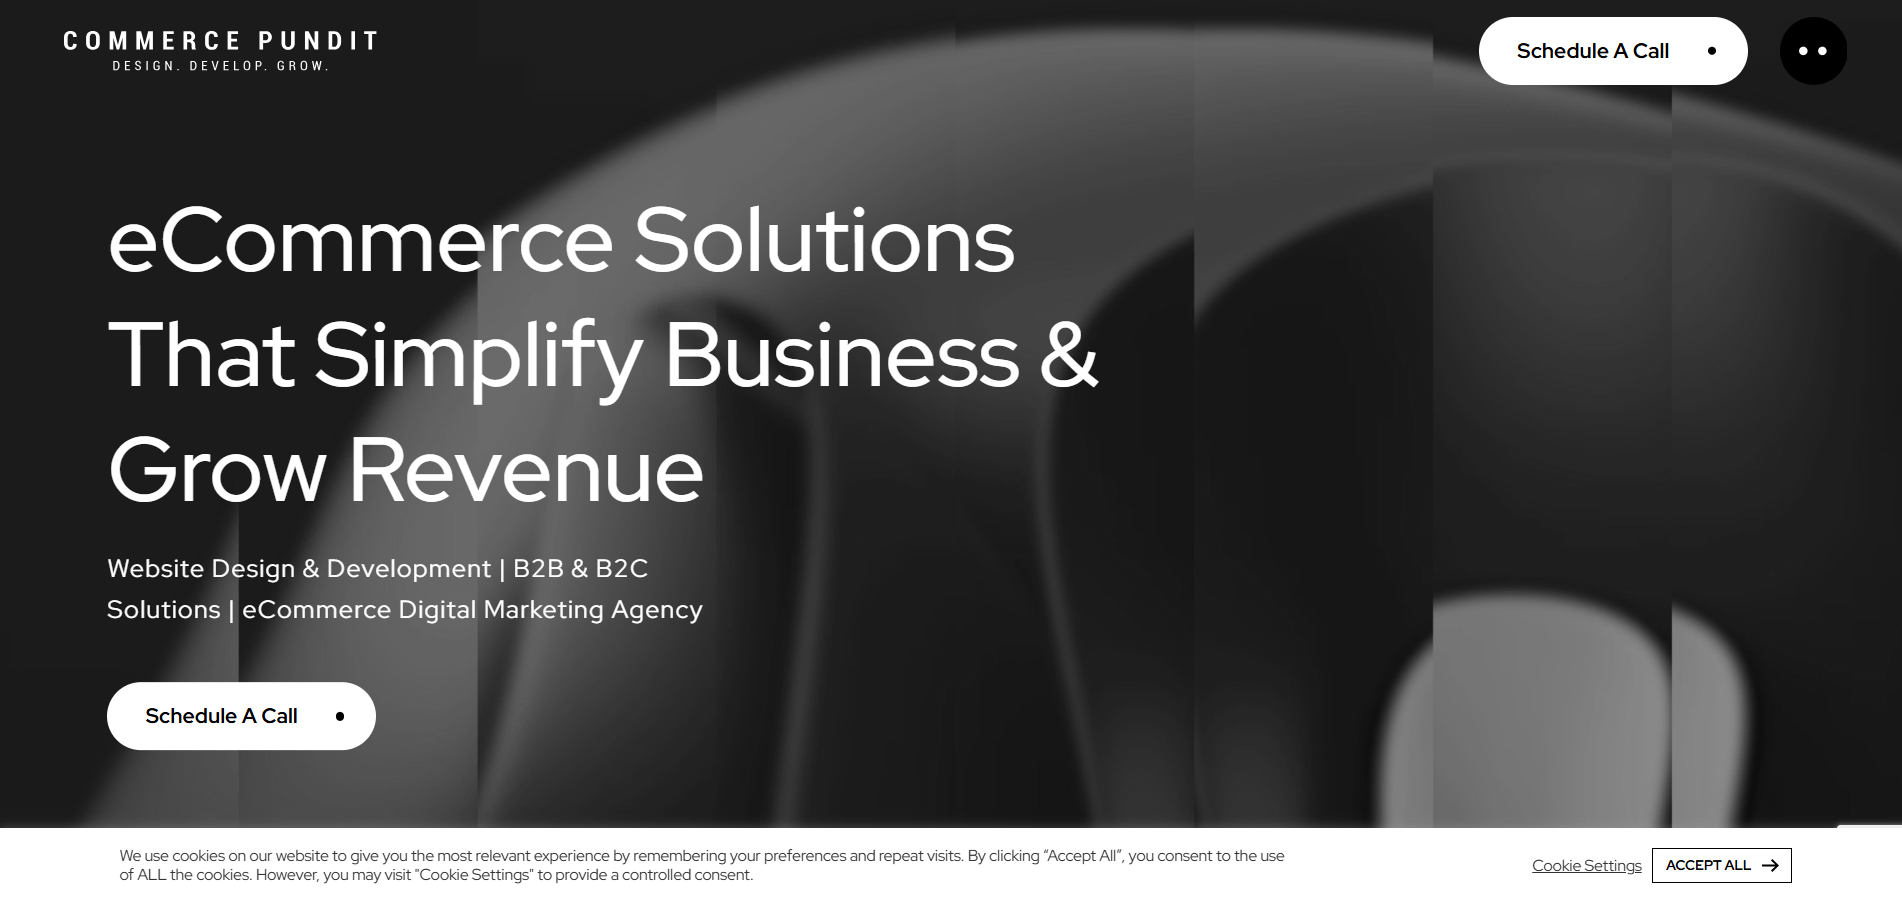 COMMERCE PUNDIT
DESIGN. DEVELOP. GROW.
Schedule A Call
eCommerce Solutions
That Simplify Business &
Grow Revenue
Website Design & Development | B2B & B2C
Solutions | eCommerce Digital Marketing Agency
Schedule A Call
We use cookies on our website to give you the most relevant experience by remembering your preferences and repeat visits. By clicking “Accept All”, you consent to the use
of ALL the cookies. However, you may visit "Cookie Settings" to provide a controlled consent.
Cookie Settings
ACCEPT ALL